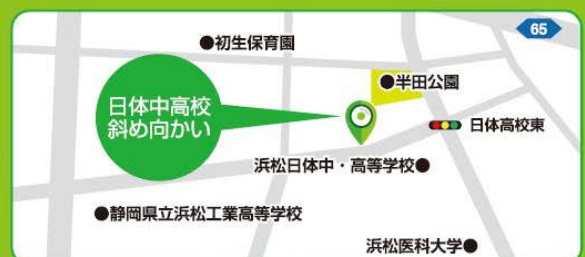 65
●初生保育園
●半田公園
日体中高校
斜め向かい
日体高校東
浜松日体中・高等学校●
●静岡県立浜松工業高等学校
浜松医科大学●